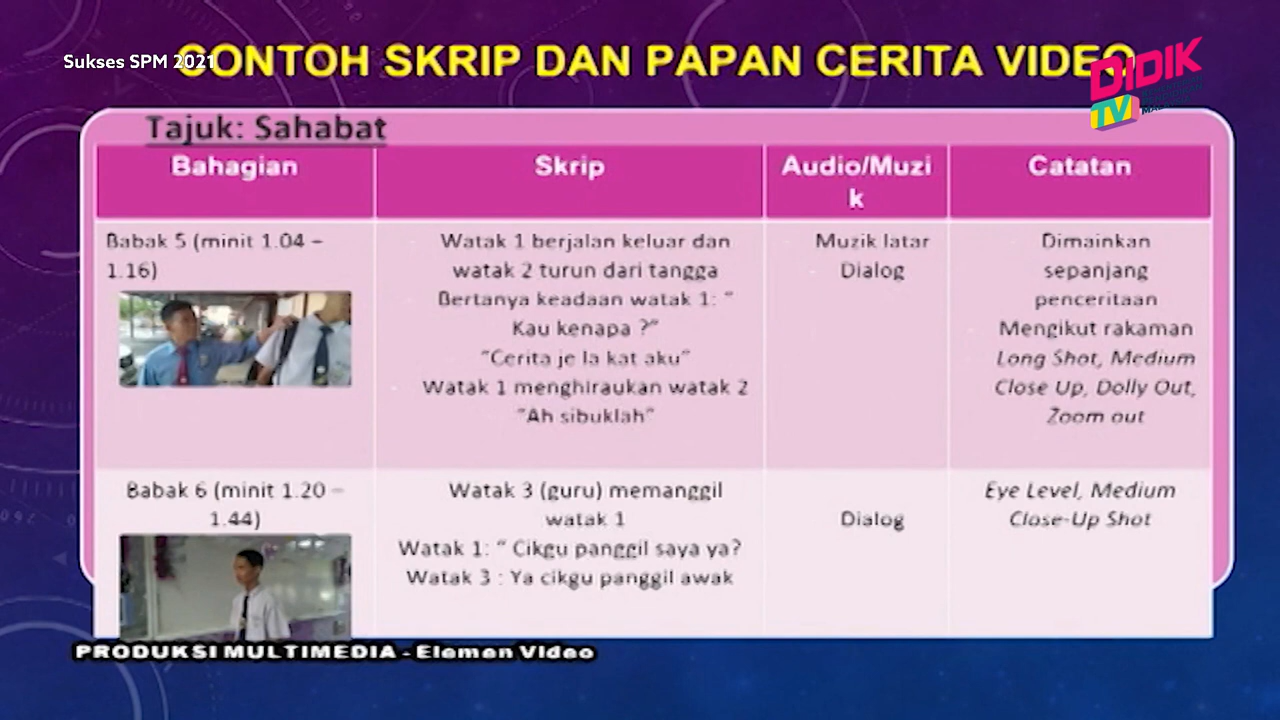 Sukses SPM 2021
CONTOH SKRIP DAN PAPAN CERITA VIDEO
DIDIK
TV
Tajuk: Sahabat
Bahagian
Skrip
Audio/Muzi
k
Catatan
Babak 5 (minit 1.04 –
1.16)
Watak 1 berjalan keluar dan
watak 2 turun dari tangga
Bertanya keadaan watak 1: "
Kau kenapa ?"
"Cerita je la kat aku"
Watak 1 menghiraukan watak 2
"Ah sibuklah"
Muzik latar
Dialog
Dimainkan
sepanjang
penceritaan
Mengikut rakaman
Long Shot, Medium
Close Up, Dolly Out,
Zoom out
Babak 6 (minit 1.20 –
1.44)
Watak 3 (guru) memanggil
watak 1
Watak 1: " Cikgu panggil saya ya?
Watak 3 : Ya cikgu panggil awak
Dialog
Eye Level, Medium
Close-Up Shot
PRODUKSI MULTIMEDIA - Elemen Video